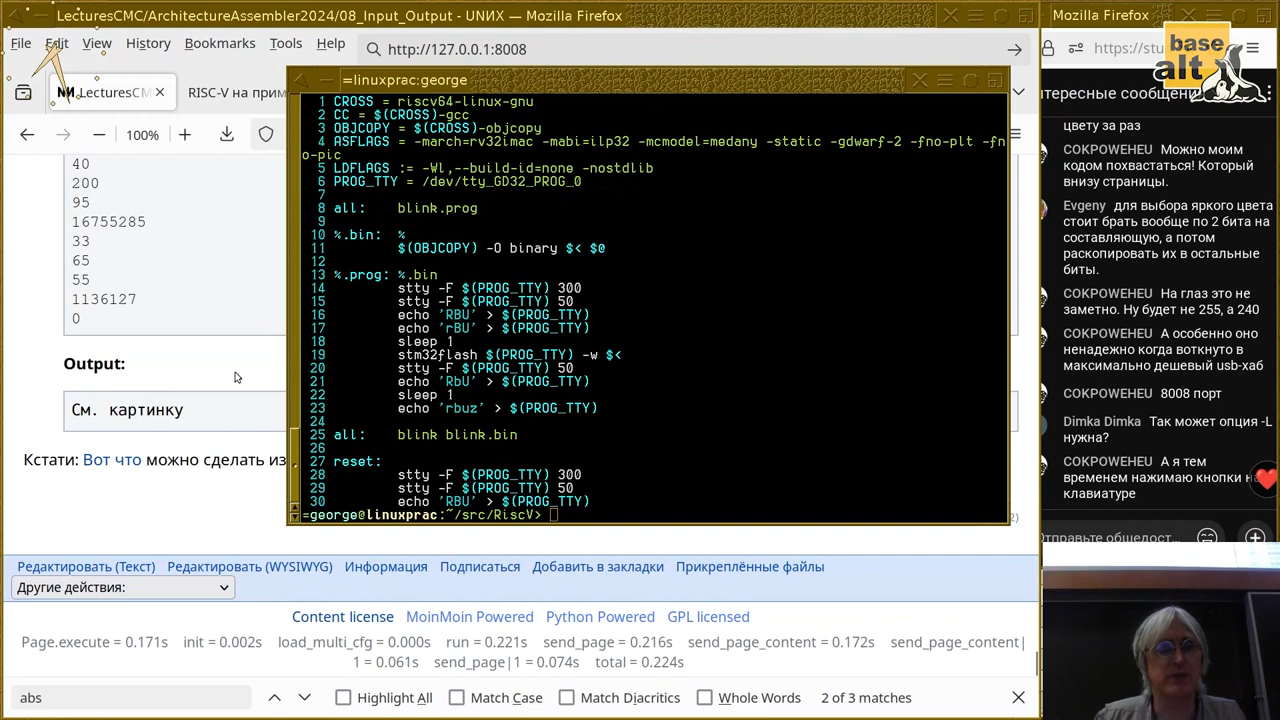 LecturesCMC/ArchitectureAssembler2024/08_Input_Output - UNИX — Mozilla Firefox
Mozilla Firefox
File Edit View History Bookmarks Tools Help
http://127.0.0.1:8008
https://stu
base
alt
LecturesCM
RISC-V на прим
100%
=linuxprac:george
1 CROSS = riscv64-linux-gnu
2 CC = $(CROSS)-gcc
3 OBJCOPY = $(CROSS)-objcopy
4 ASFLAGS = -march=rv32imac -mabi=ilp32 -mcmodel=medany -static -gdwarf-2 -fno-plt -fn
o-pic
5 LDFLAGS := -Wl,--build-id=none -nostdlib
6 PROG_TTY = /dev/tty_GD32_PROG_0
7
8 all: blink.prog
9
10 %.bin: %
11 $(OBJCOPY) -O binary $< $@
12
13 %.prog: %.bin
14 stty -F $(PROG_TTY) 300
15 stty -F $(PROG_TTY) 50
16 echo 'RBU' > $(PROG_TTY)
17 echo 'rBU' > $(PROG_TTY)
18 sleep 1
19 stm32flash $(PROG_TTY) -w $<
20 stty -F $(PROG_TTY) 50
21 echo 'RbU' > $(PROG_TTY)
22 sleep 1
23 echo 'rbuz' > $(PROG_TTY)
24
25 all: blink blink.bin
26
27 reset:
28 stty -F $(PROG_TTY) 300
29 stty -F $(PROG_TTY) 50
30 echo 'RBU' > $(PROG_TTY)
=george@linuxprac:~/src/RiscV>
40
200
95
16755285
33
65
55
1136127
0
Output:
См. картинку
Кстати: Вот что можно сделать из
2)
Редактировать (Текст) Редактировать (WYSIWYG) Информация Подписаться Добавить в закладки Прикреплённые файлы
Другие действия:
Content license MoinMoin Powered Python Powered GPL licensed
Page.execute = 0.171s init = 0.002s load_multi_cfg = 0.000s run = 0.221s send_page = 0.216s send_page_content = 0.172s send_page_content|
1 = 0.061s send_page|1 = 0.074s total = 0.224s
abs
Highlight All Match Case Match Diacritics Whole Words 2 of 3 matches
тересные сообщени
цвету за раз
COKPOWEHEU Можно моим
кодом похвастаться! Который
внизу страницы.
Evgeny для выбора яркого цвета
стоит брать вообще по 2 бита на
составляющую, а потом
раскопировать их в остальные
биты.
COKPOWEHEU На глаз это не
заметно. Ну будет не 255, а 240
COKPOWEHEU А особенно оно
ненадежно когда воткнуто в
максимально дешевый usb-хаб
COKPOWEHEU 8008 порт
Dimka Dimka Так может опция -L
нужна?
COKPOWEHEU А я тем
временем нажимаю кнопки на
клавиатуре
Отправьте общедост...